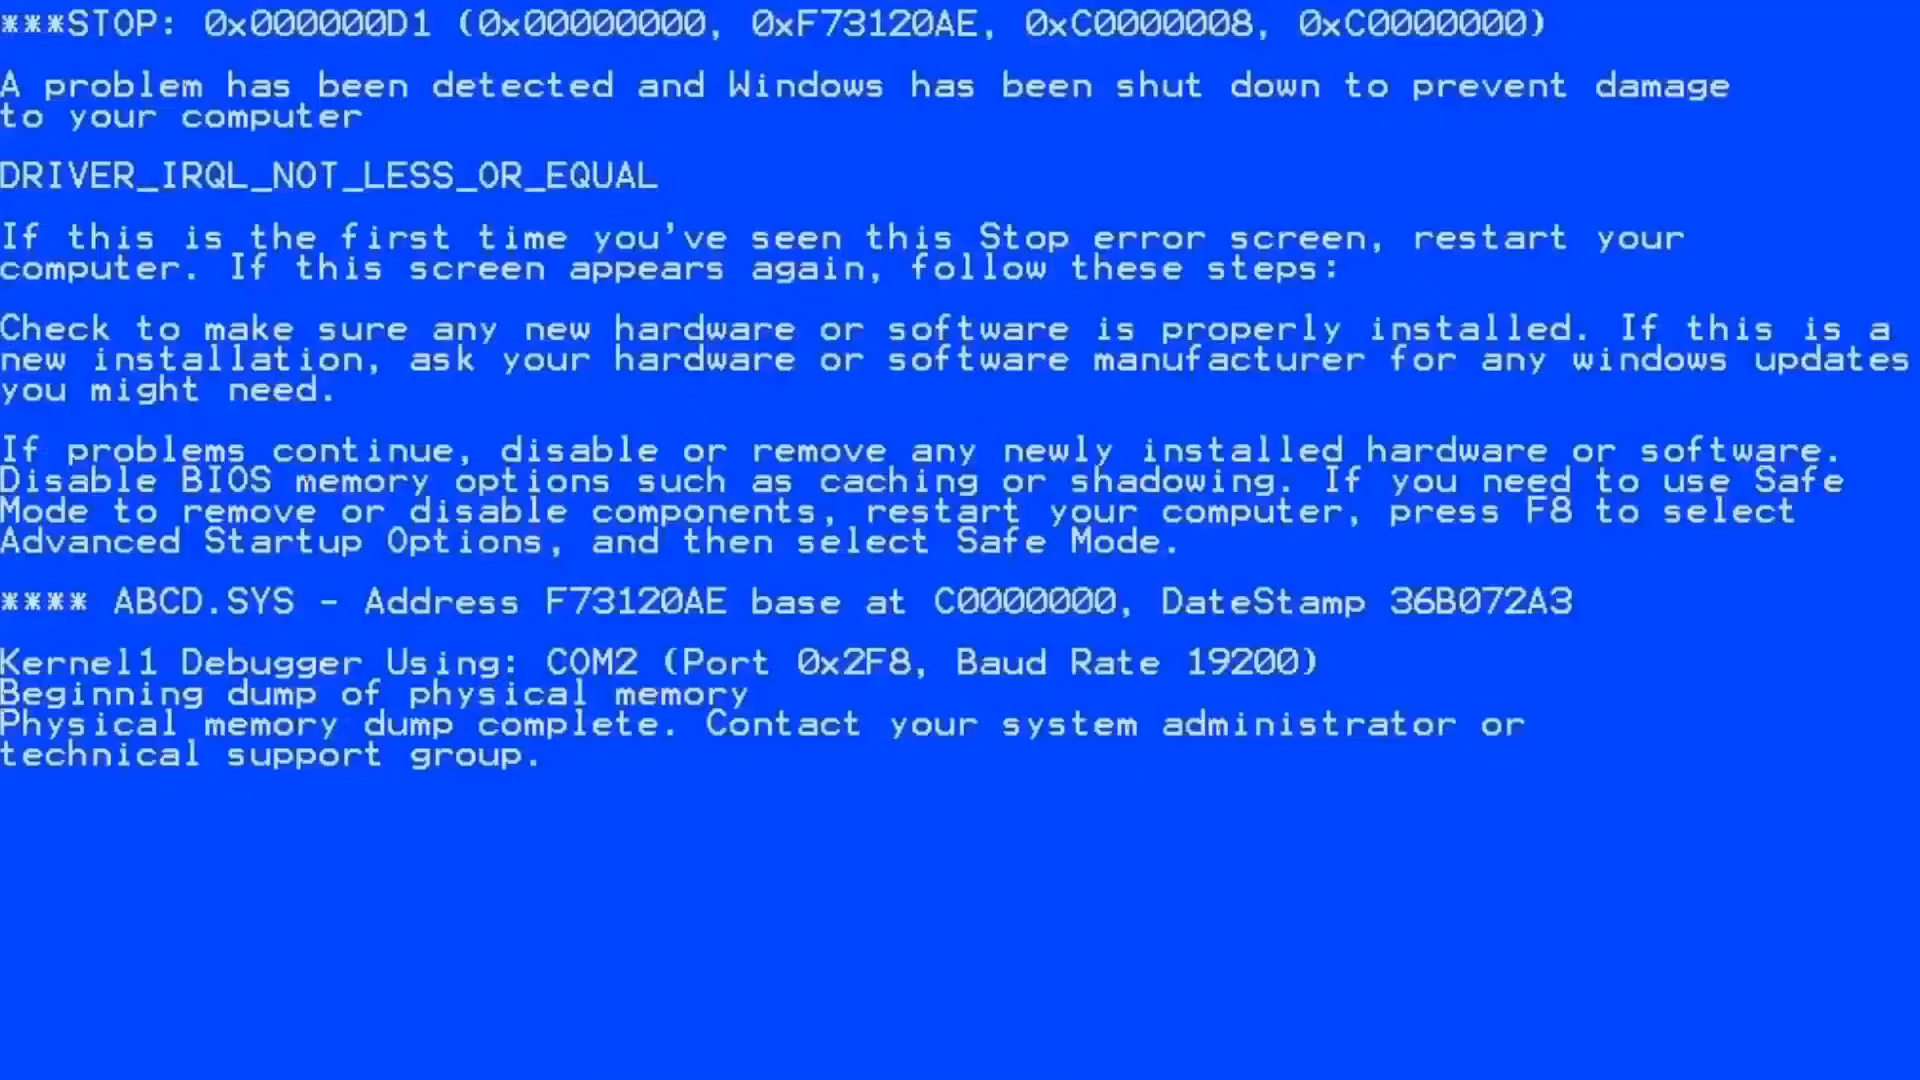 ***STOP: 0x000000D1 (0x00000000, 0xF73120AE, 0xC0000008, 0xC0000000)
A problem has been detected and Windows has been shut down to prevent damage
to your computer
DRIVER_IRQL_NOT_LESS_OR_EQUAL
If this is the first time you've seen this Stop error screen, restart your
computer. If this screen appears again, follow these steps:
Check to make sure any new hardware or software is properly installed. If this is a
new installation, ask your hardware or software manufacturer for any windows updates
you might need.
If problems continue, disable or remove any newly installed hardware or software.
Disable BIOS memory options such as caching or shadowing. If you need to use Safe
Mode to remove or disable components, restart your computer, press F8 to select
Advanced Startup Options, and then select Safe Mode.
**** ABCD.SYS - Address F73120AE base at C0000000, DateStamp 36B072A3
Kernel1 Debugger Using: COM2 (Port 0x2F8, Baud Rate 19200)
Beginning dump of physical memory
Physical memory dump complete. Contact your system administrator or
technical support group.